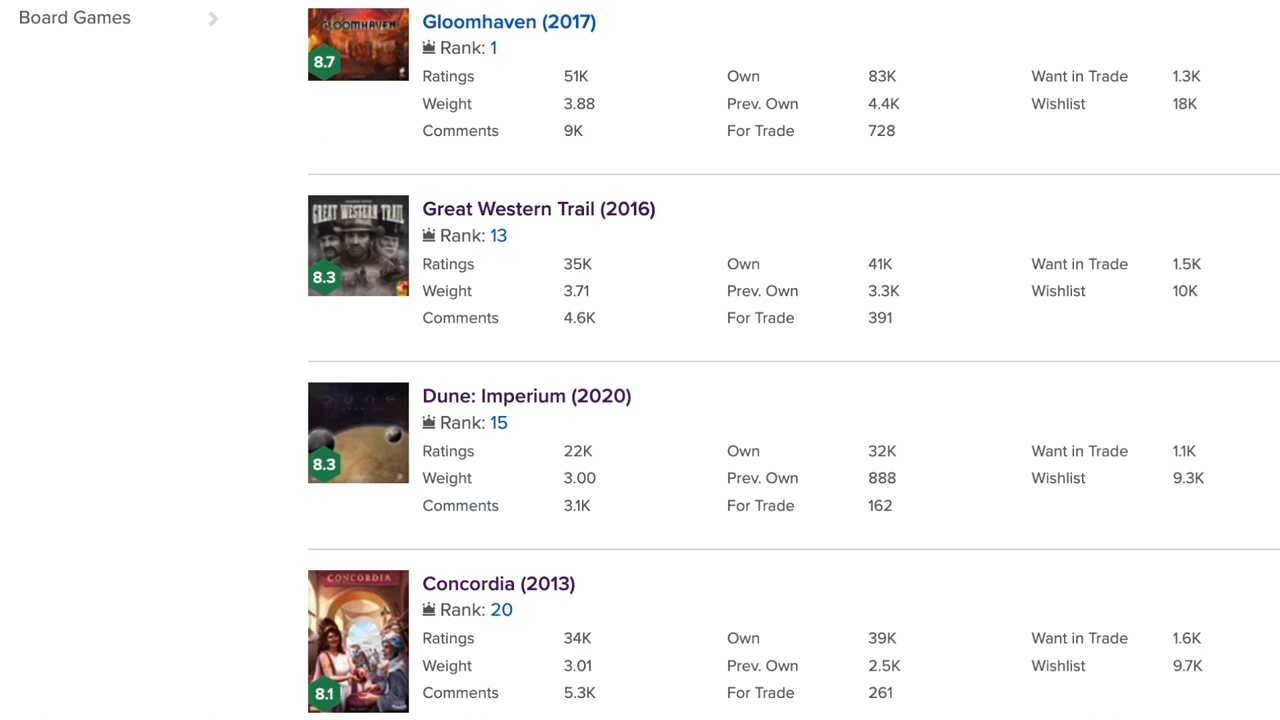 Board Games
GLOOMHAVEN
8.7
Gloomhaven (2017)
Rank: 1
Ratings 51K Own 83K Want in Trade 1.3K
Weight 3.88 Prev. Own 4.4K Wishlist 18K
Comments 9K For Trade 728
GREAT WESTERN TRAIL
8.3
Great Western Trail (2016)
Rank: 13
Ratings 35K Own 41K Want in Trade 1.5K
Weight 3.71 Prev. Own 3.3K Wishlist 10K
Comments 4.6K For Trade 391
DUNE
8.3
Dune: Imperium (2020)
Rank: 15
Ratings 22K Own 32K Want in Trade 1.1K
Weight 3.00 Prev. Own 888 Wishlist 9.3K
Comments 3.1K For Trade 162
CONCORDIA
8.1
Concordia (2013)
Rank: 20
Ratings 34K Own 39K Want in Trade 1.6K
Weight 3.01 Prev. Own 2.5K Wishlist 9.7K
Comments 5.3K For Trade 261